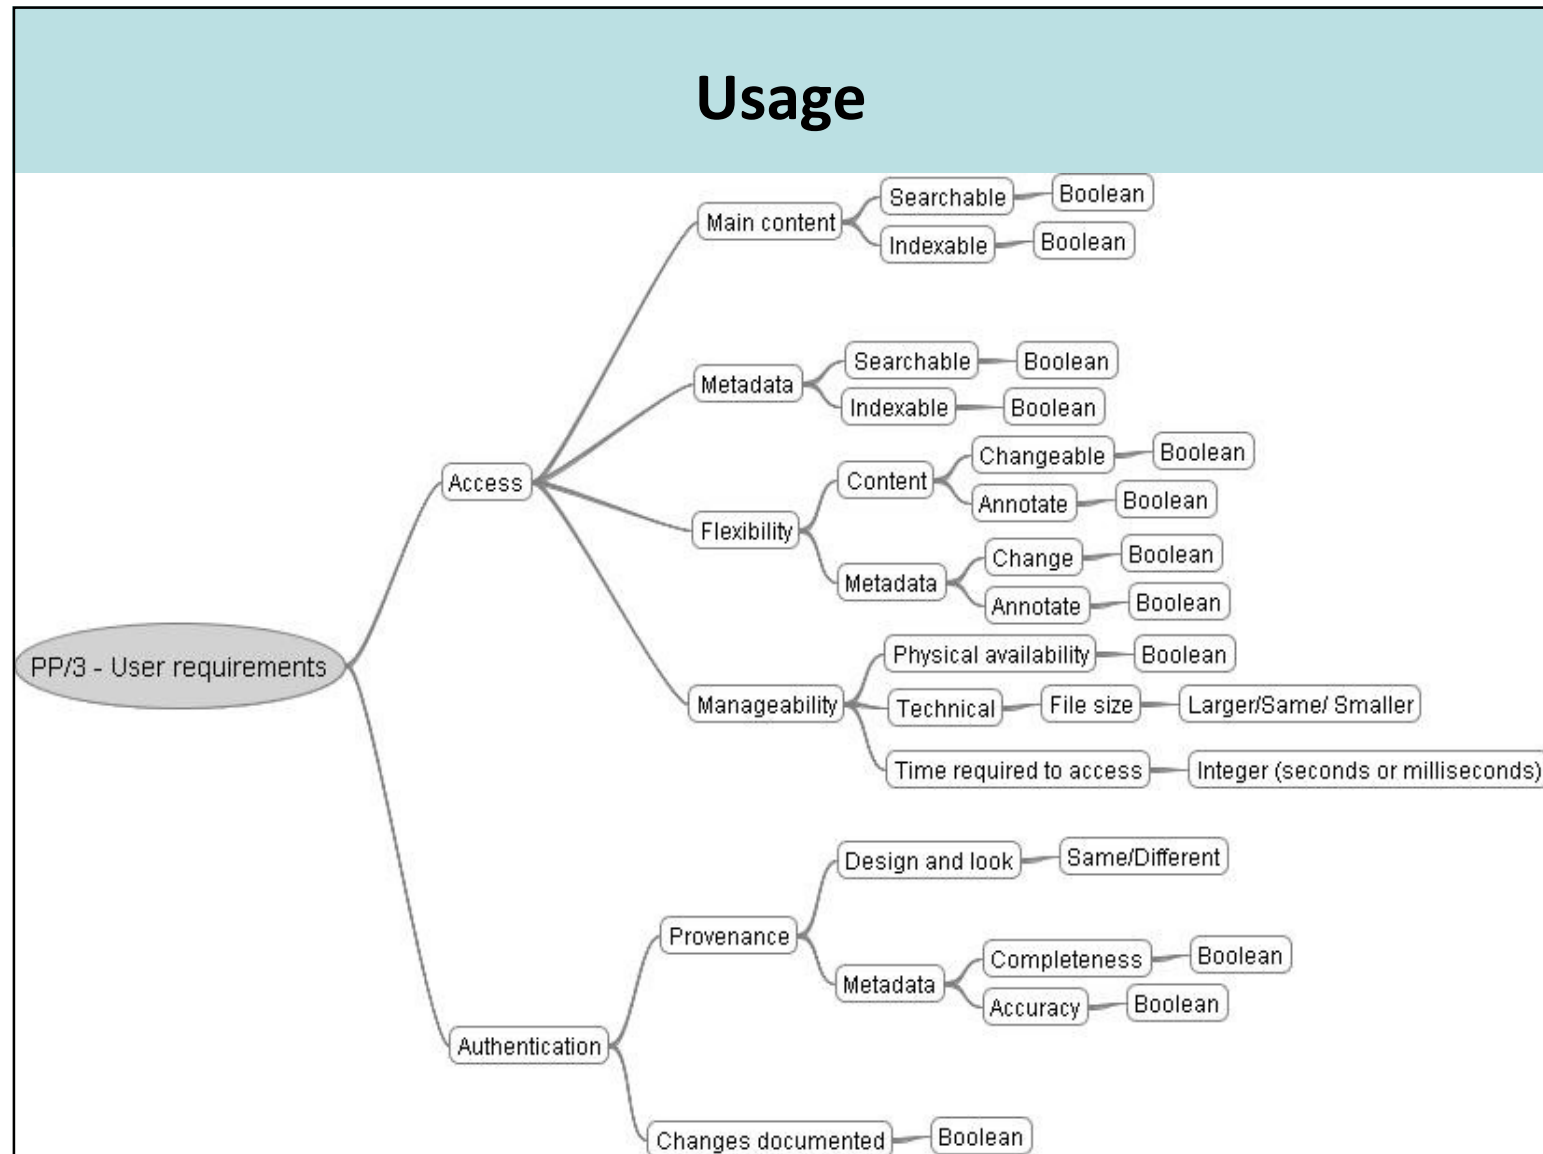 Usage
PP/3 - User requirements
Access
Main content
Searchable
Boolean
Indexable
Boolean
Metadata
Searchable
Boolean
Indexable
Boolean
Flexibility
Content
Changeable
Boolean
Annotate
Boolean
Metadata
Change
Boolean
Annotate
Boolean
Manageability
Physical availability
Boolean
Technical
File size
Larger/Same/ Smaller
Time required to access
Integer (seconds or milliseconds)
Authentication
Provenance
Design and look
Same/Different
Metadata
Completeness
Boolean
Accuracy
Boolean
Changes documented
Boolean